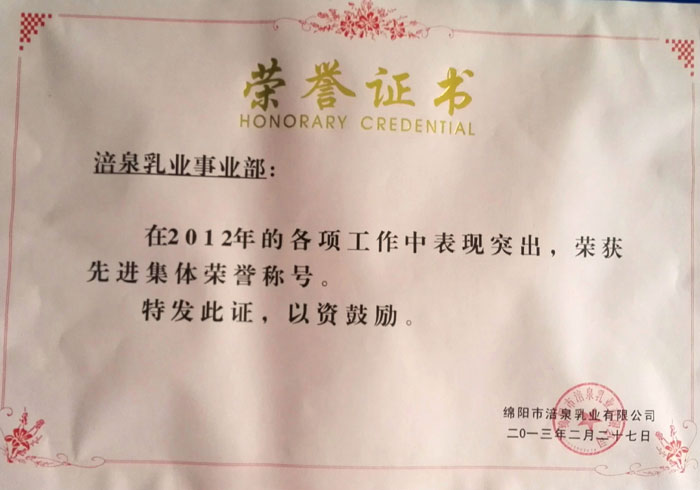 荣誉证书
HONORARY CREDENTIAL
涪泉乳业事业部：
在2012年的各项工作中表现突出，荣获
先进集体荣誉称号。
特发此证，以资鼓励。
绵阳市涪泉乳业有限公司
二0一三年二月二十七日